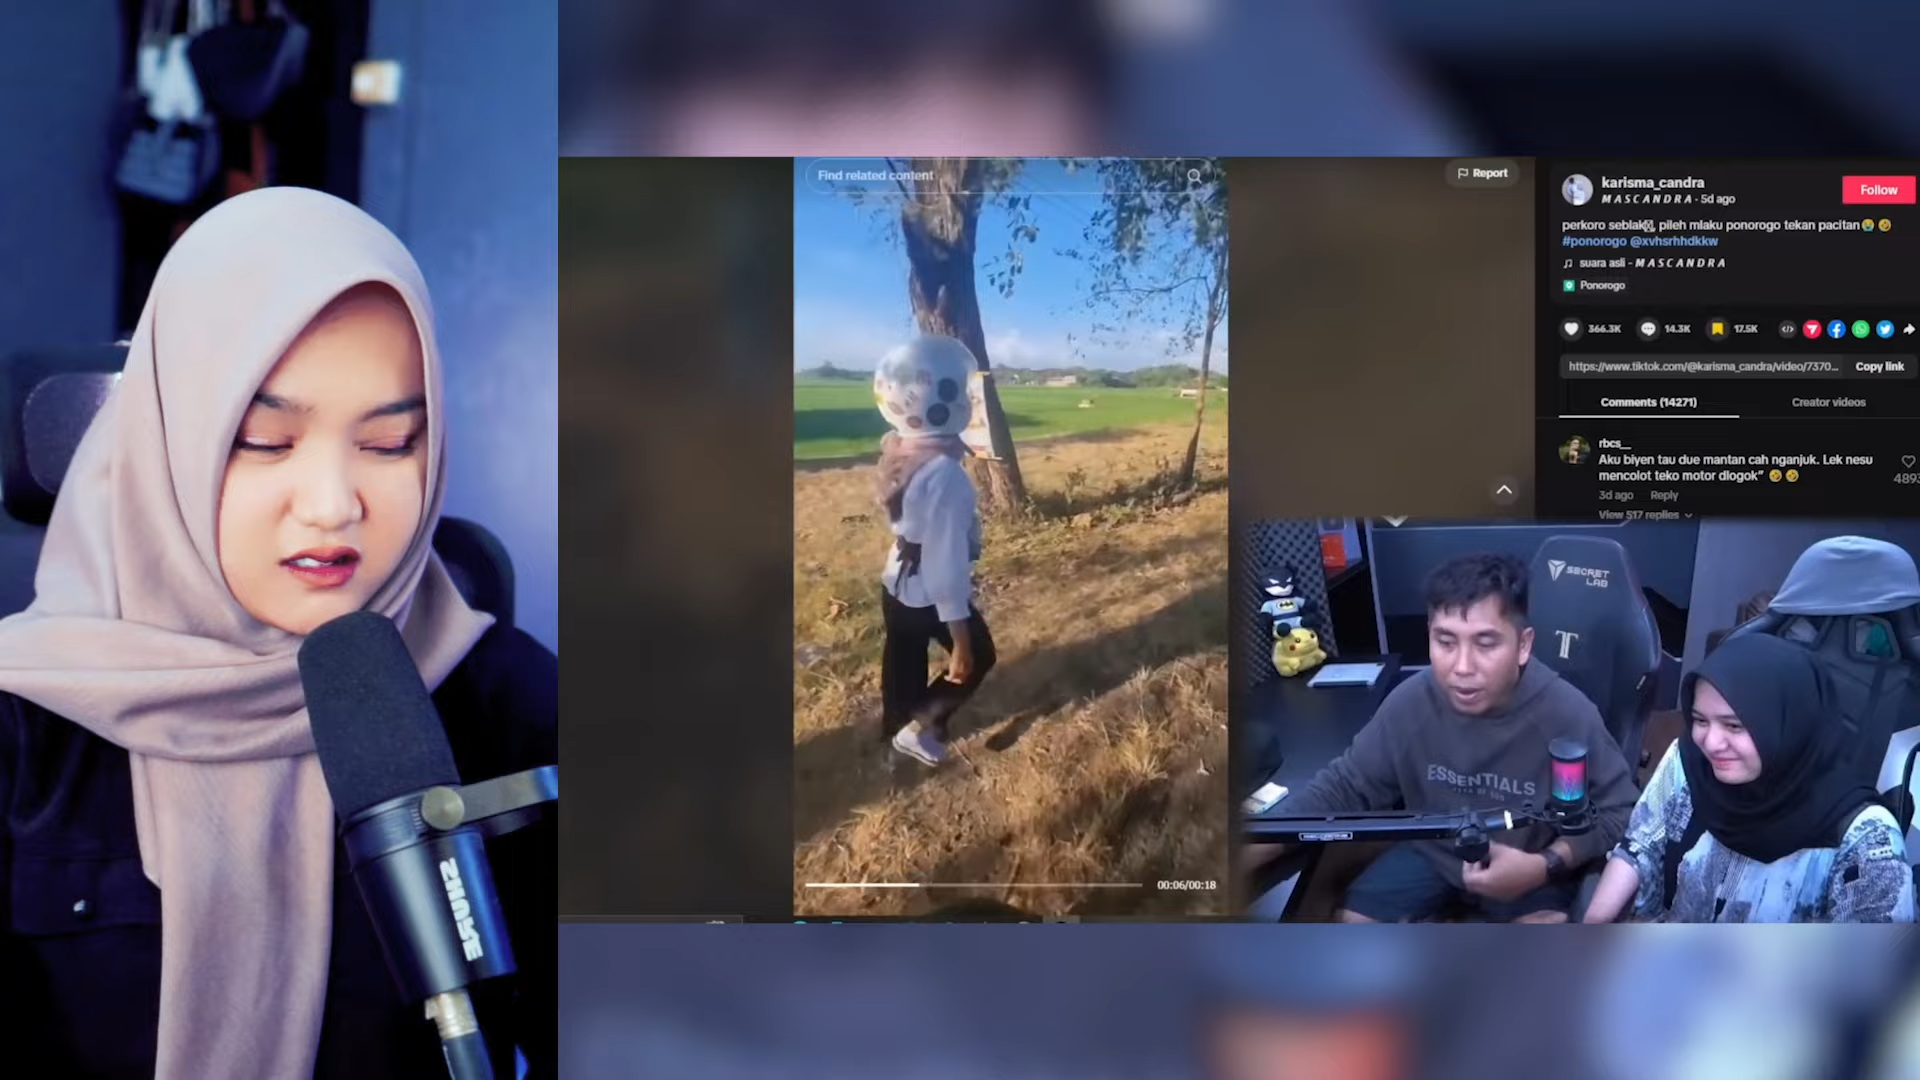 Find related content
Report
karisma_candra
MASCANDRA · 5d ago
Follow
perkoro seblak, pileh mlaku ponorogo tekan pacitan😭 🤣
#ponorogo @xvhsrhhdkkw
suara asli - MASCANDRA
Ponorogo
366.3K
14.3K
17.5K
https://www.tiktok.com/@karisma_candra/video/7370...
Copy link
Comments (14271)
Creator videos
rbcs__
Aku biyen tau due mantan cah nganjuk. Lek nesu
mencolot teko motor dlogok" 🤣 🤣
3d ago
Reply
4893
View 517 replies
00:06/00:18
SECRET
LAB
ESSENTIALS
SHURE